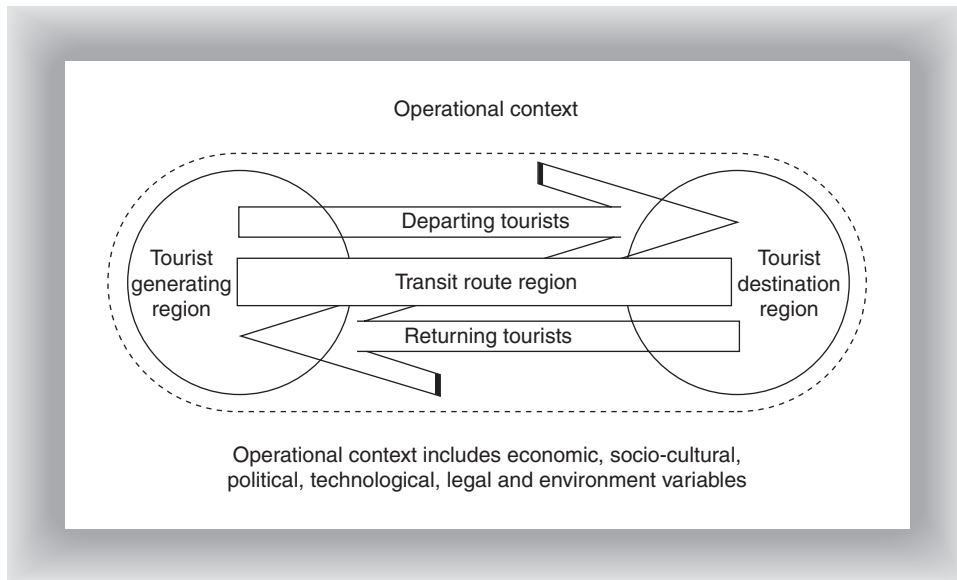 Operational context
Departing tourists
Tourist
generating
region
Transit route region
Tourist
destination
region
Returning tourists
Operational context includes economic, socio-cultural,
political, technological, legal and environment variables